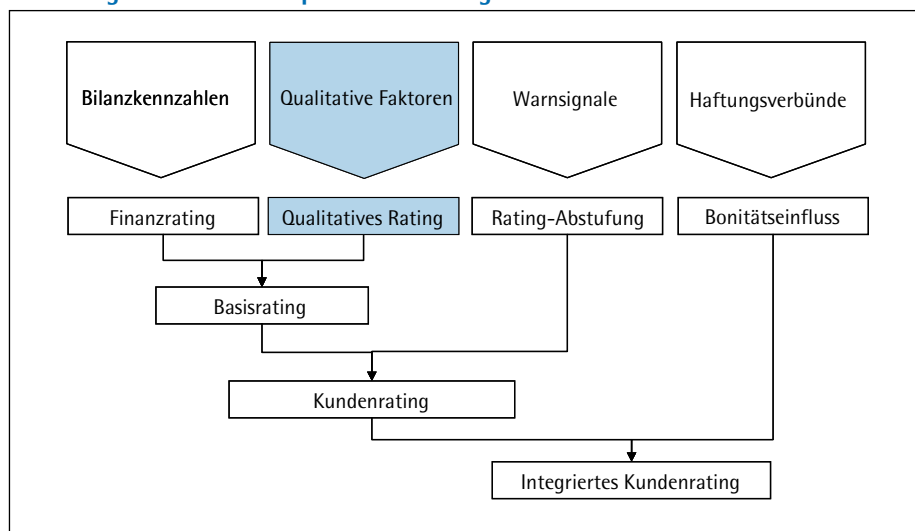 Bilanzkennzahlen
Qualitative Faktoren
Warnsignale
Haftungsverbünde
Finanzrating
Qualitatives Rating
Rating-Abstufung
Bonitätseinfluss
Basisrating
Kundenrating
Integriertes Kundenrating